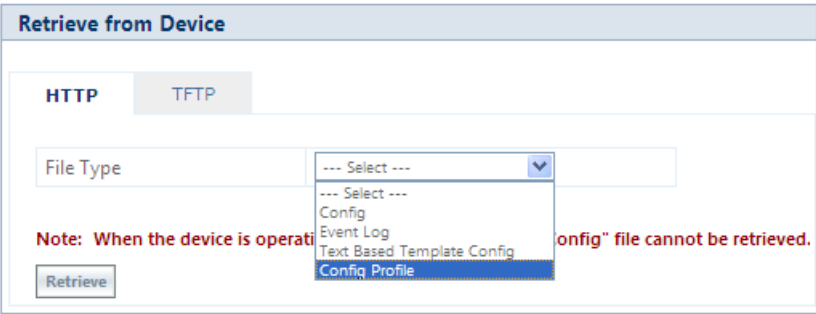 Retrieve from Device
HTTP TFTP
File Type --- Select ---
--- Select ---
Config
Event Log
Text Based Template Config
Config Profile
Note: When the device is operati onfig" file cannot be retrieved.
Retrieve